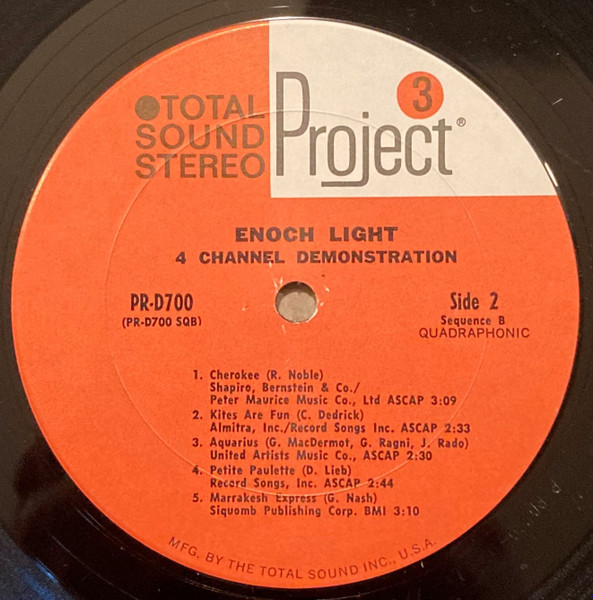 TOTAL
SOUND
STEREO
Project 3®
ENOCH LIGHT
4 CHANNEL DEMONSTRATION
PR-D700
(PR-D700 SQB)
Side 2
Sequence B
QUADRAPHONIC
1. Cherokee (R. Noble)
Shapiro, Bernstein & Co./
Peter Maurice Music Co., Ltd ASCAP 3:09
2. Kites Are Fun (C. Dedrick)
Almitra, Inc./Record Songs Inc. ASCAP 2:33
3. Aquarius (G. MacDermot, G. Ragni, J. Rado)
United Artists Music Co., ASCAP 2:30
4. Petite Paulette (D. Lieb)
Record Songs, Inc. ASCAP 2:44
5. Marrakesh Express (G. Nash)
Siquomb Publishing Corp. BMI 3:10
MFG. BY THE TOTAL SOUND INC., U.S.A.